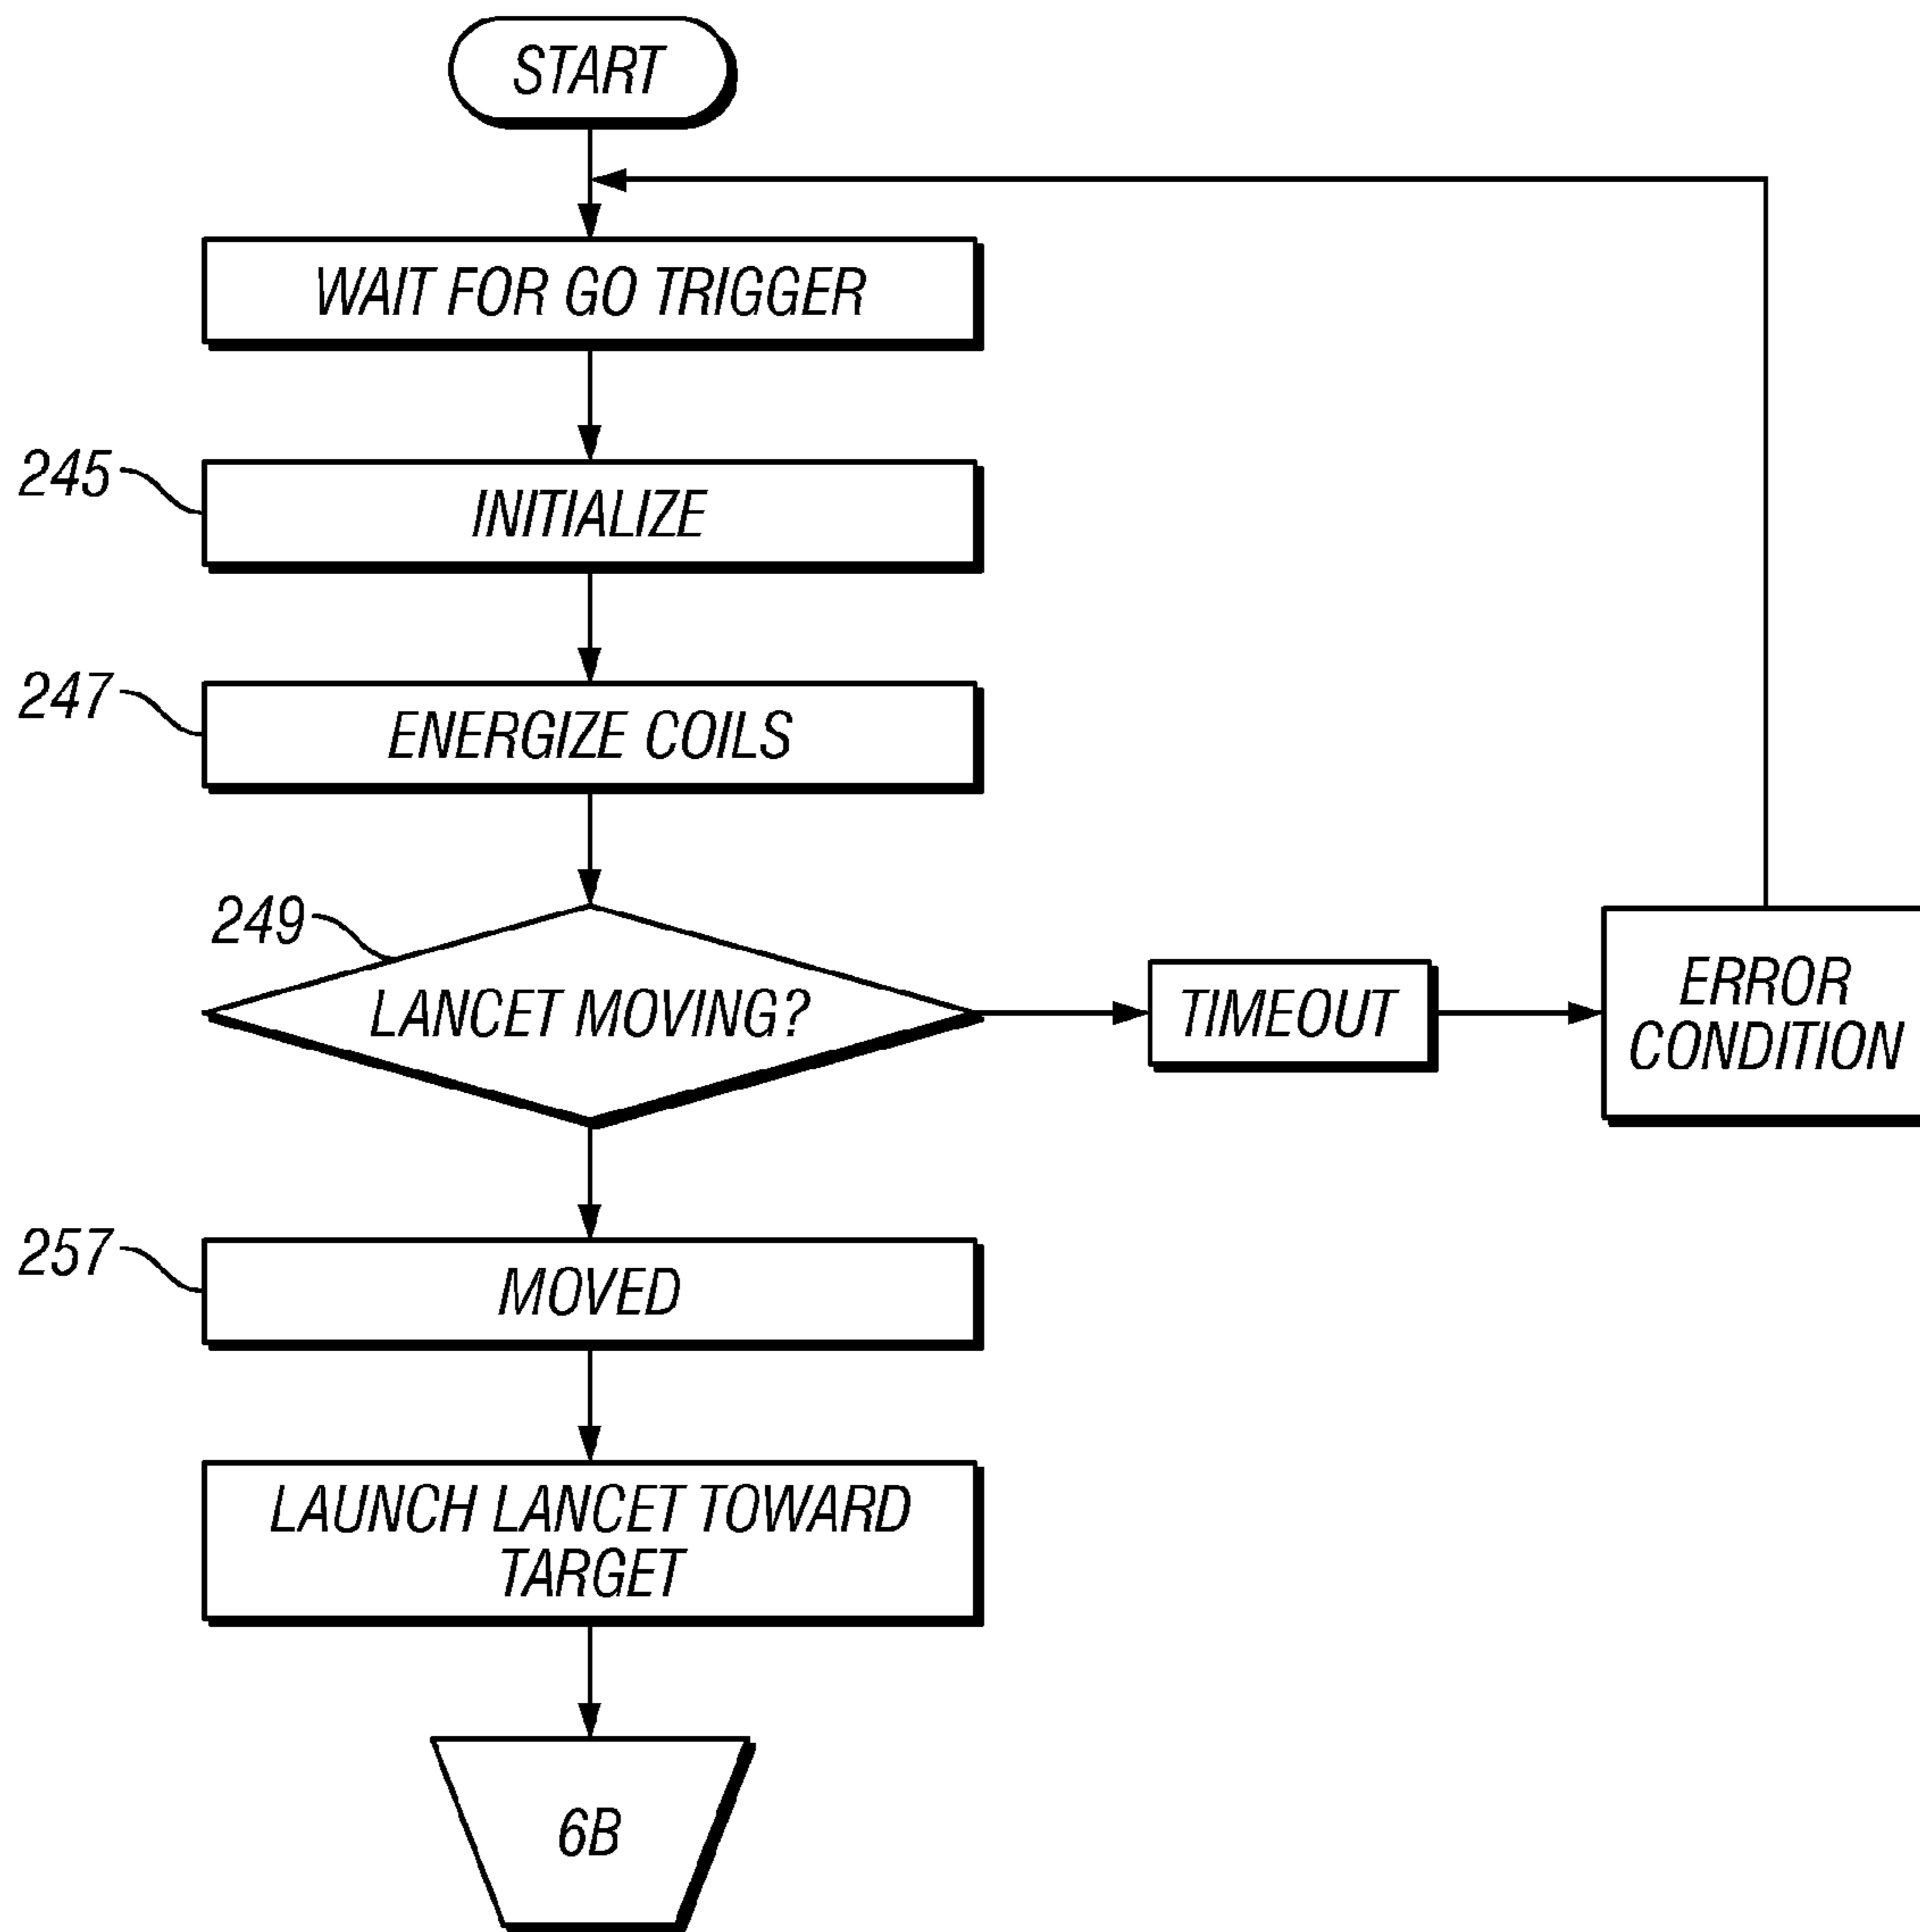 START
WAIT FOR GO TRIGGER
245
INITIALIZE
247
ENERGIZE COILS
249
LANCET MOVING?
TIMEOUT
ERROR
CONDITION
257
MOVED
LAUNCH LANCET TOWARD
TARGET
6B